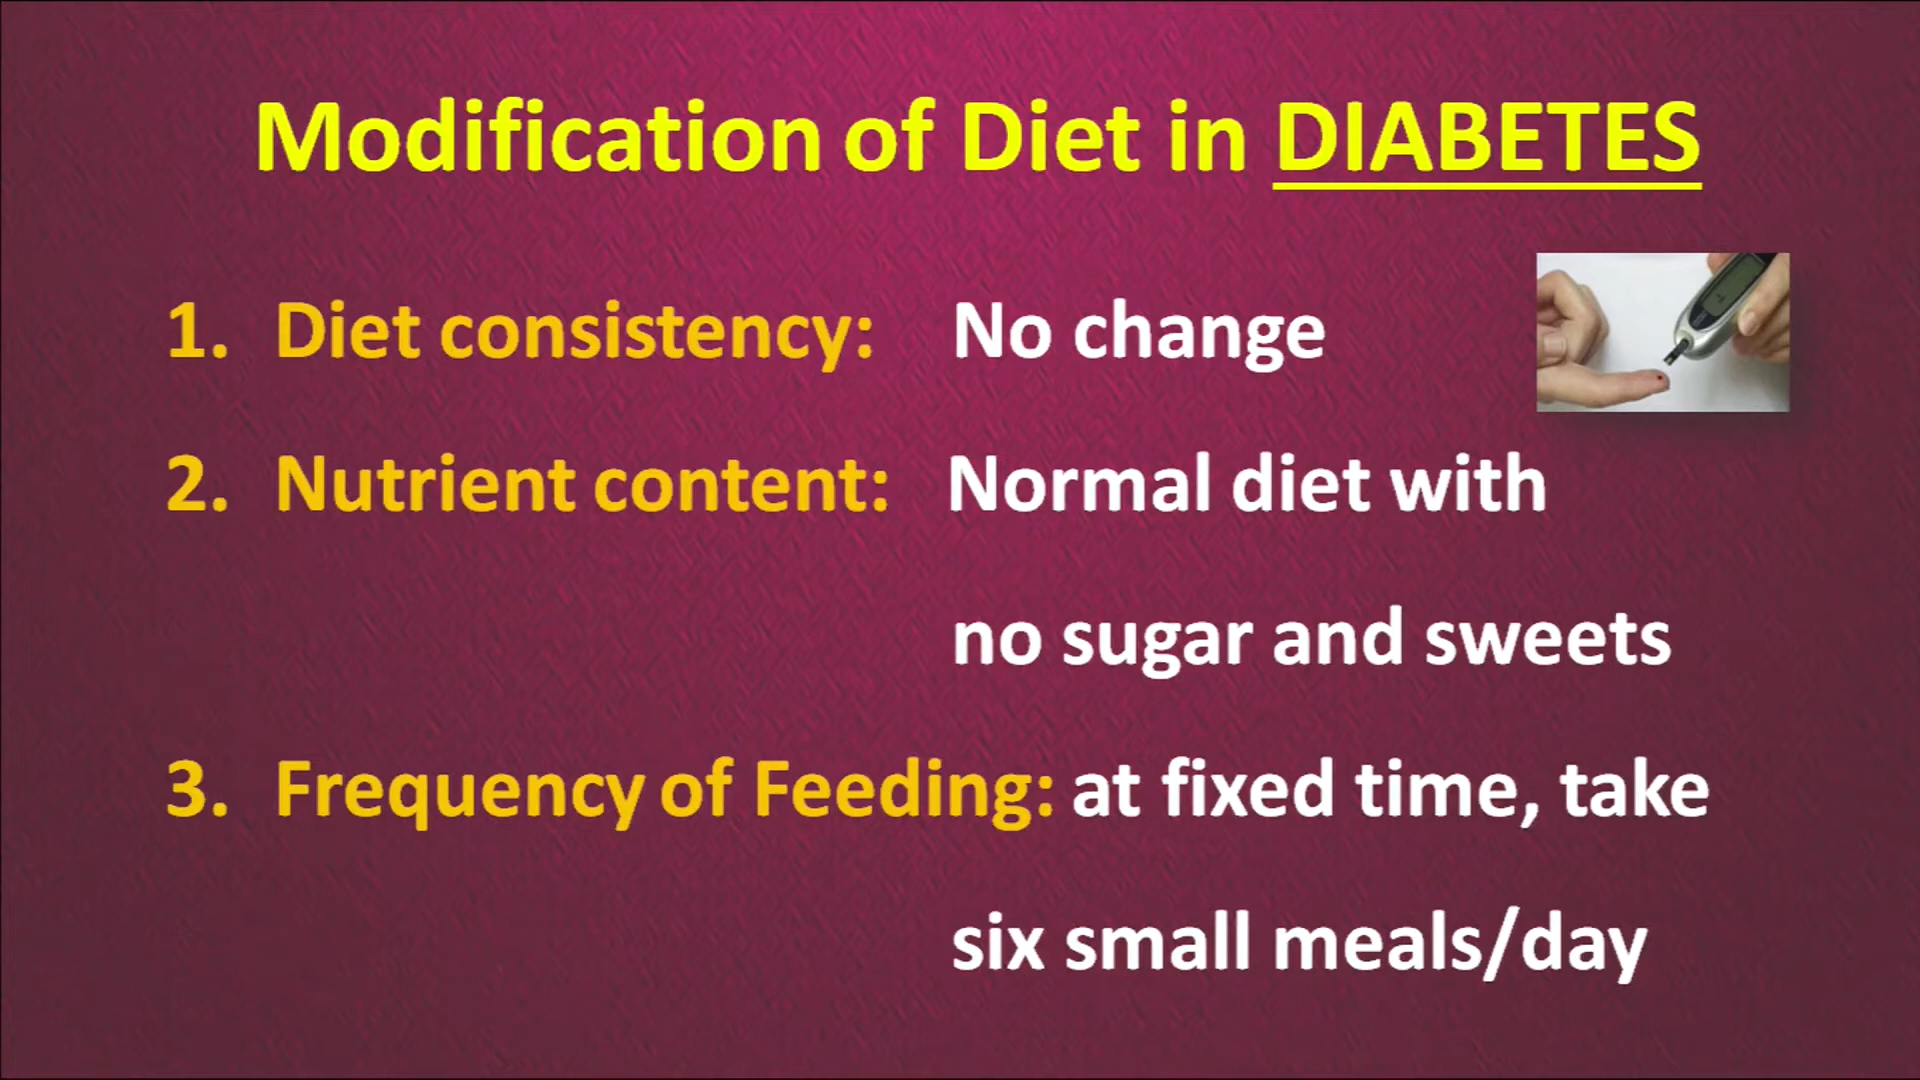 Modification of Diet in DIABETES
1. Diet consistency: No change
2. Nutrient content: Normal diet with
no sugar and sweets
3. Frequency of Feeding: at fixed time, take
six small meals/day